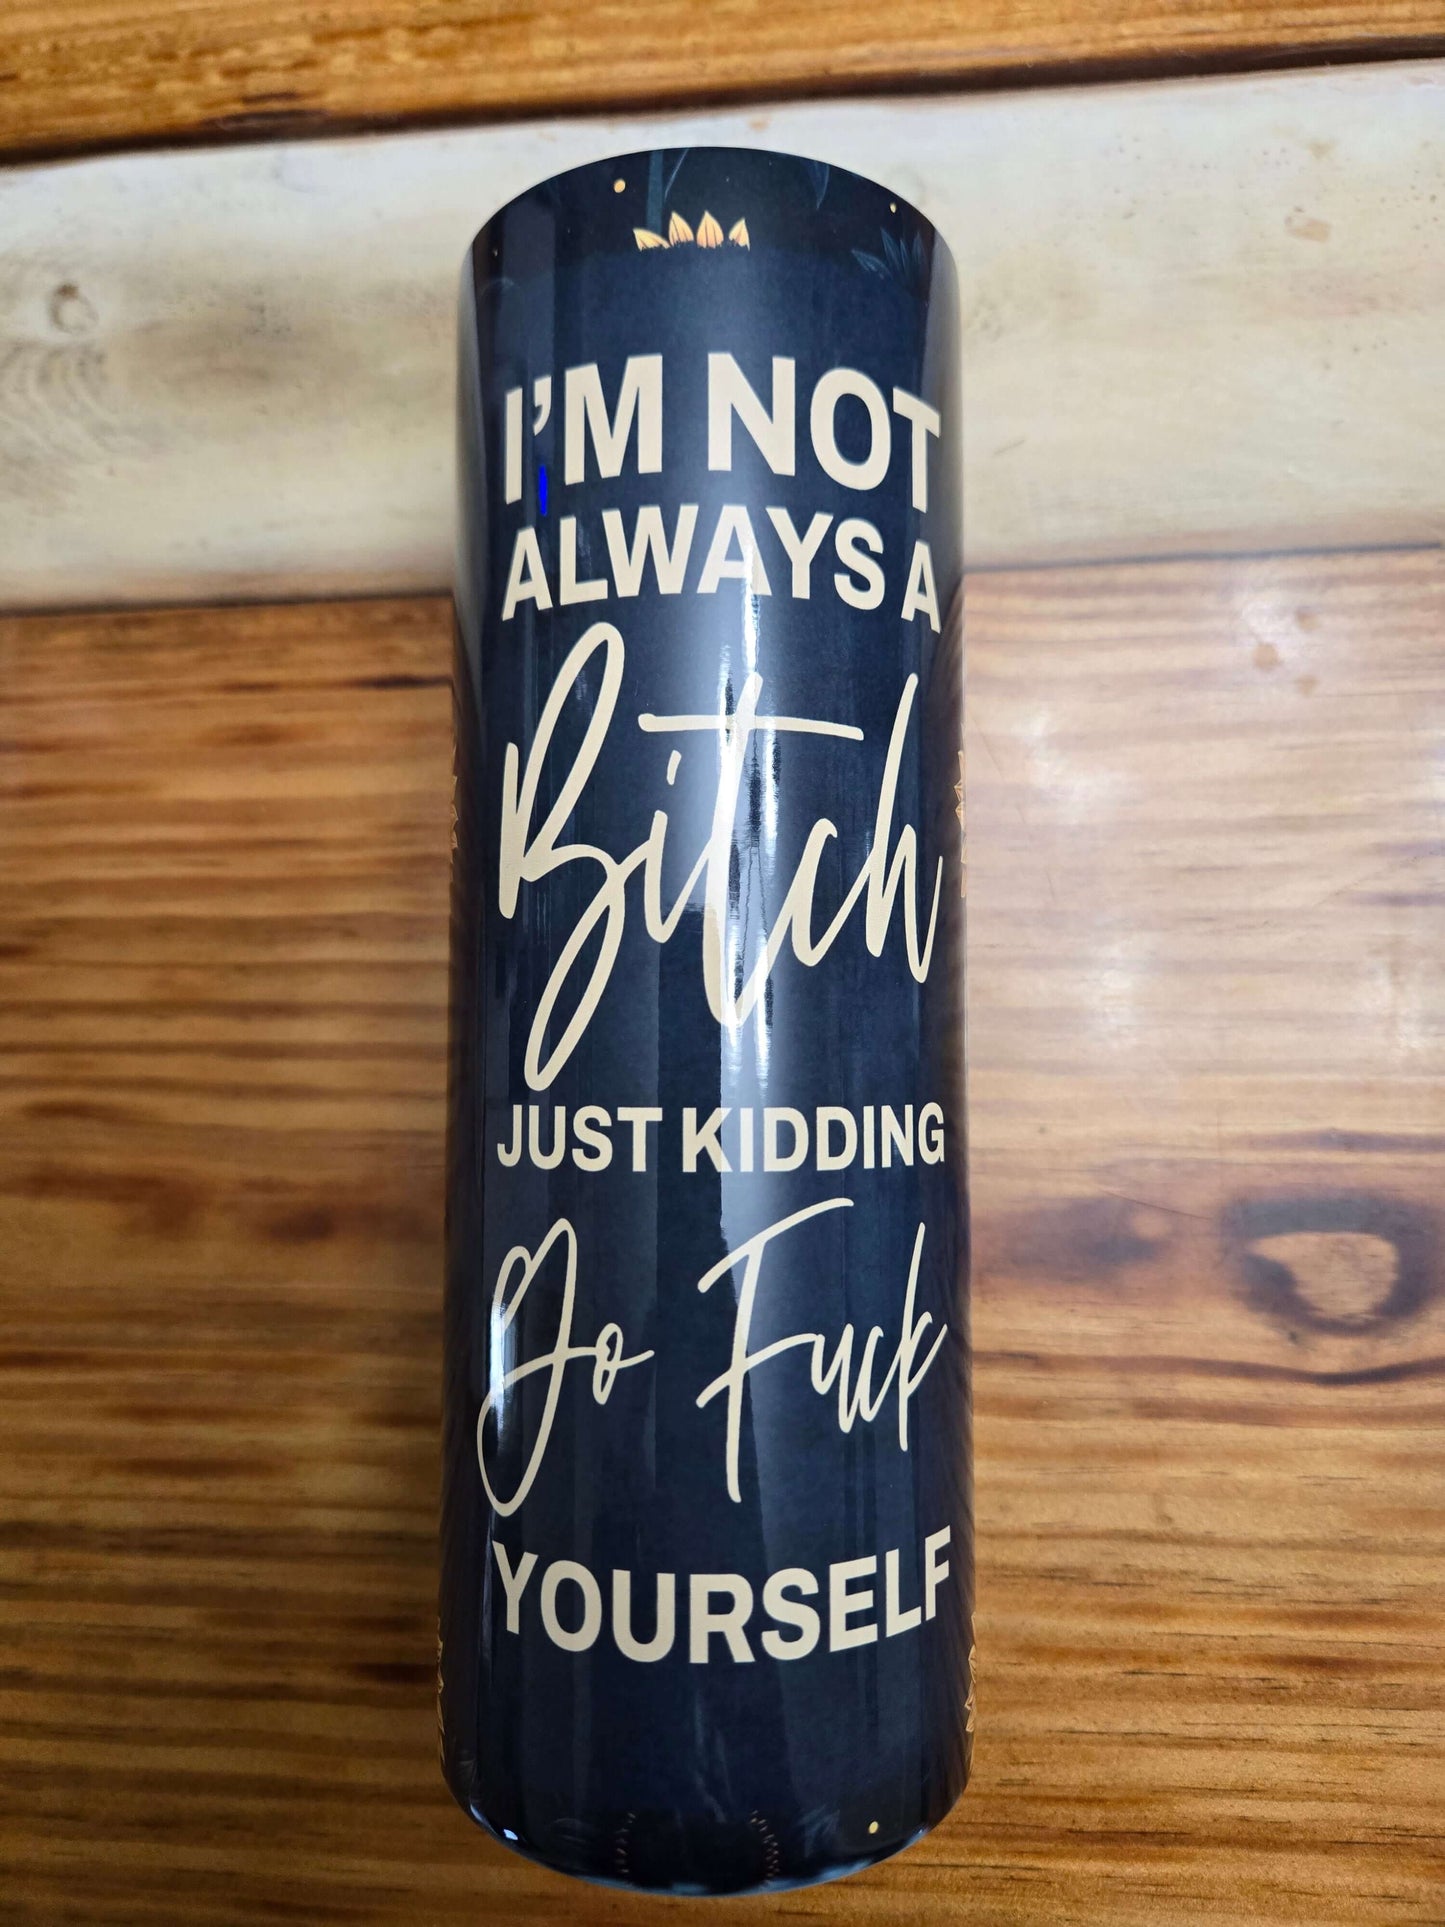 I'M NOT
ALWAYS A
Bitch
JUST KIDDING
Go Fuck
YOURSELF